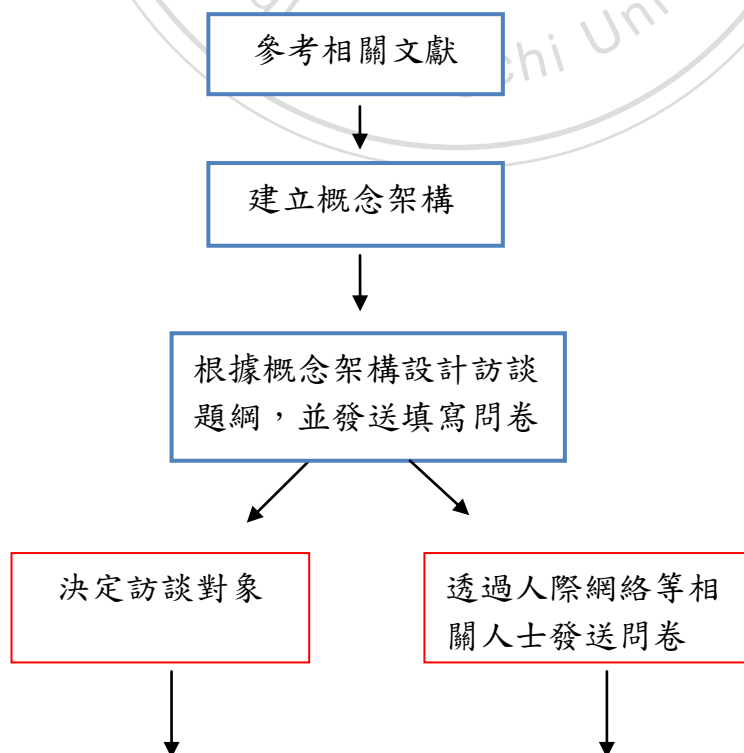 參考相關文獻
chi Uni
建立概念架構
根據概念架構設計訪談
題綱，並發送填寫問卷
決定訪談對象
透過人際網絡等相
關人士發送問卷